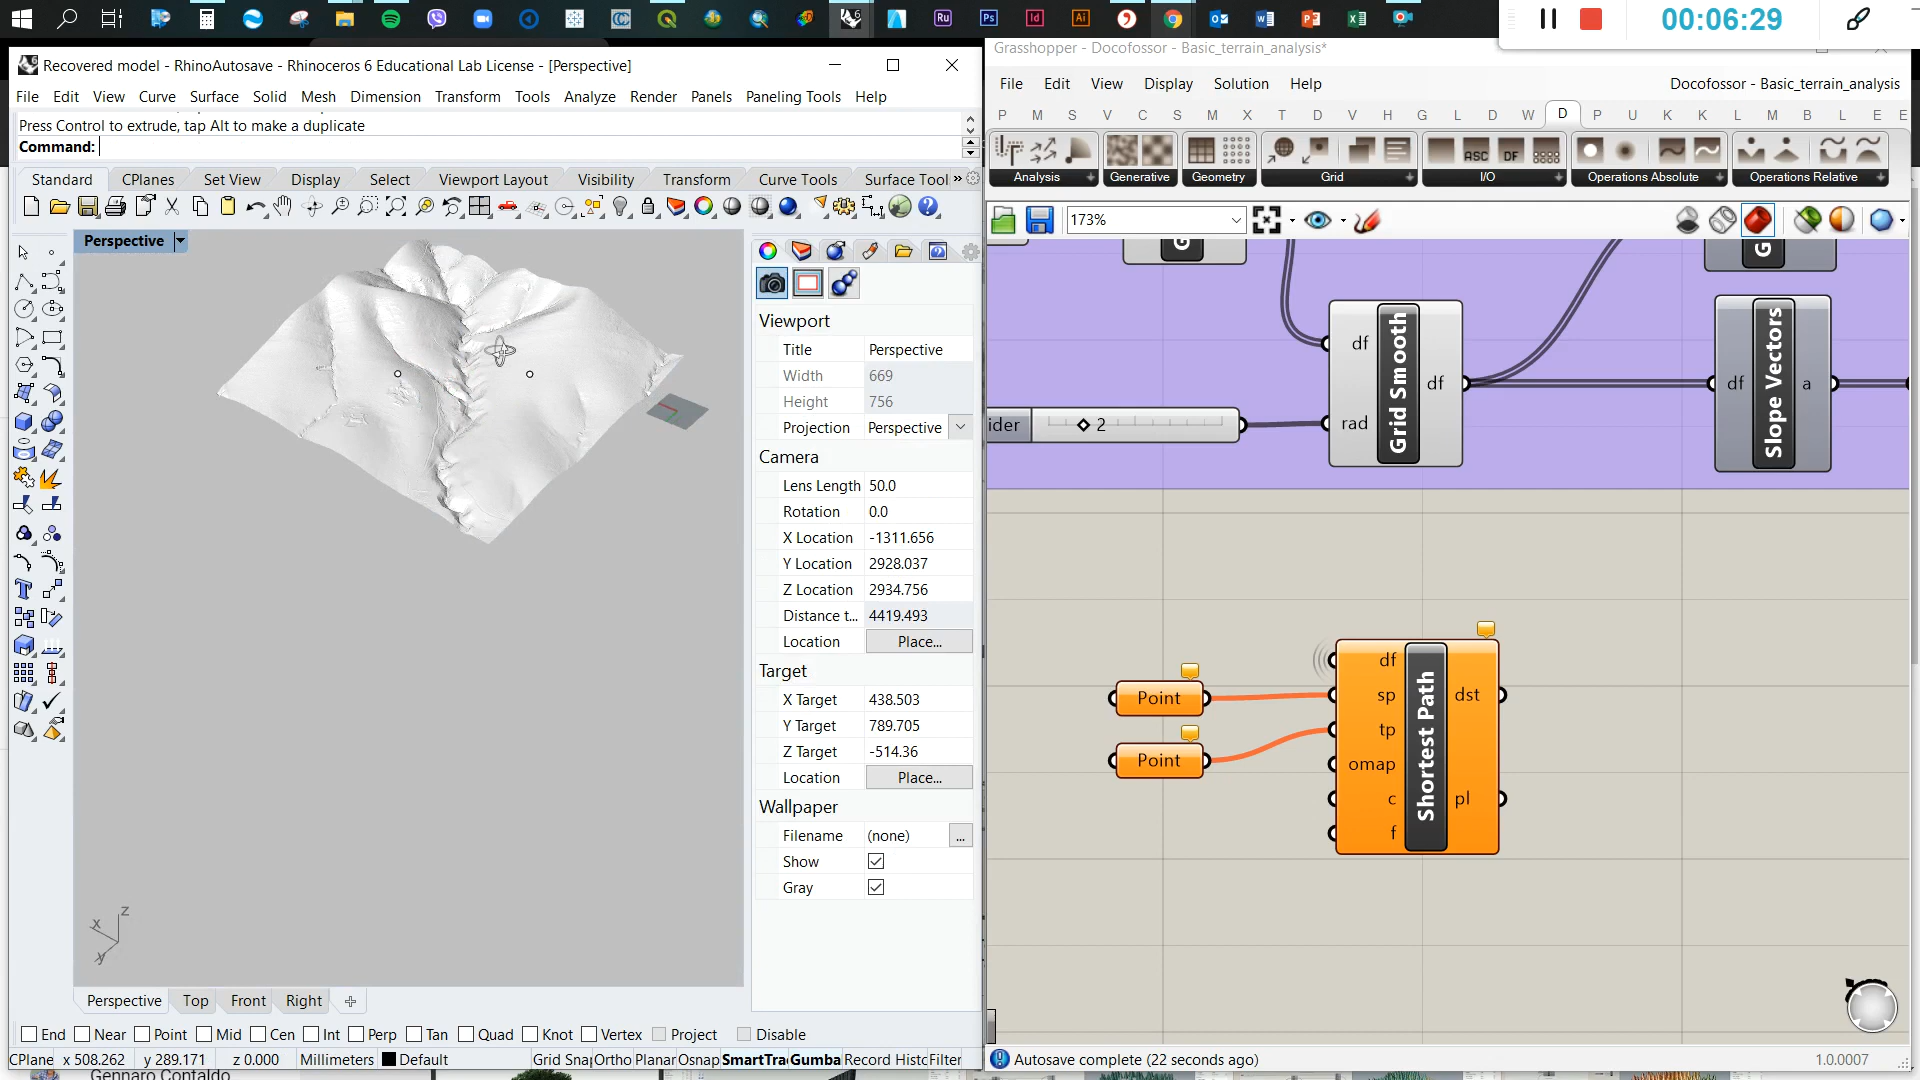 00:06:29
Recovered model - RhinoAutosave - Rhinoceros 6 Educational Lab License - [Perspective]
File Edit View Curve Surface Solid Mesh Dimension Transform Tools Analyze Render Panels Paneling Tools Help
Press Control to extrude, tap Alt to make a duplicate
Command:
Standard CPlanes Set View Display Select Viewport Layout Visibility Transform Curve Tools Surface Tool »
Perspective
Viewport
Title Perspective
Width 669
Height 756
Projection Perspective
Camera
Lens Length 50.0
Rotation 0.0
X Location -1311.656
Y Location 2928.037
Z Location 2934.756
Distance t... 4419.493
Location Place...
Target
X Target 438.503
Y Target 789.705
Z Target -514.36
Location Place...
Wallpaper
Filename (none) ...
Show
Gray
z
x
y
Perspective Top Front Right
End Near Point Mid Cen Int Perp Tan Quad Knot Vertex Project Disable
CPlane x 508.262 y 289.171 z 0.000 Millimeters Default Grid Snap Ortho Planar Osnap SmartTra Gumba Record Histo Filter
Gennaro Contaldo
Grasshopper - Docofossor - Basic_terrain_analysis*
File Edit View Display Solution Help Docofossor - Basic_terrain_analysis
P M S V C S M X T D V H G L D W D P U K K L M B L E E
ASC DF
Analysis Generative Geometry Grid I/O Operations Absolute Operations Relative
173%
G
G
df
Grid Smooth
df
rad
ider 2
df
Slope Vectors
a
Point
Point
df
sp
tp
omap
c
f
Shortest Path
dst
pl
Autosave complete (22 seconds ago) 1.0.0007